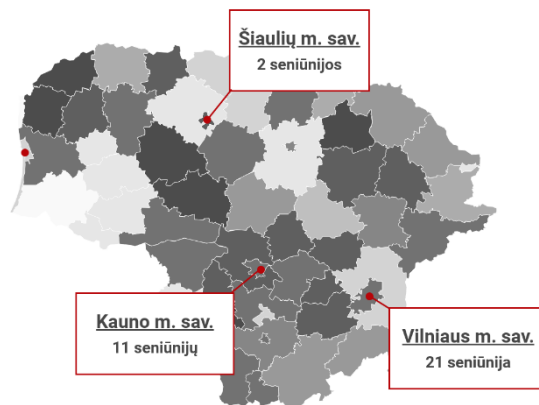 Šiaulių m. sav.
2 seniūnijos
Kauno m. sav.
11 seniūnijų
Vilniaus m. sav.
21 seniūnija